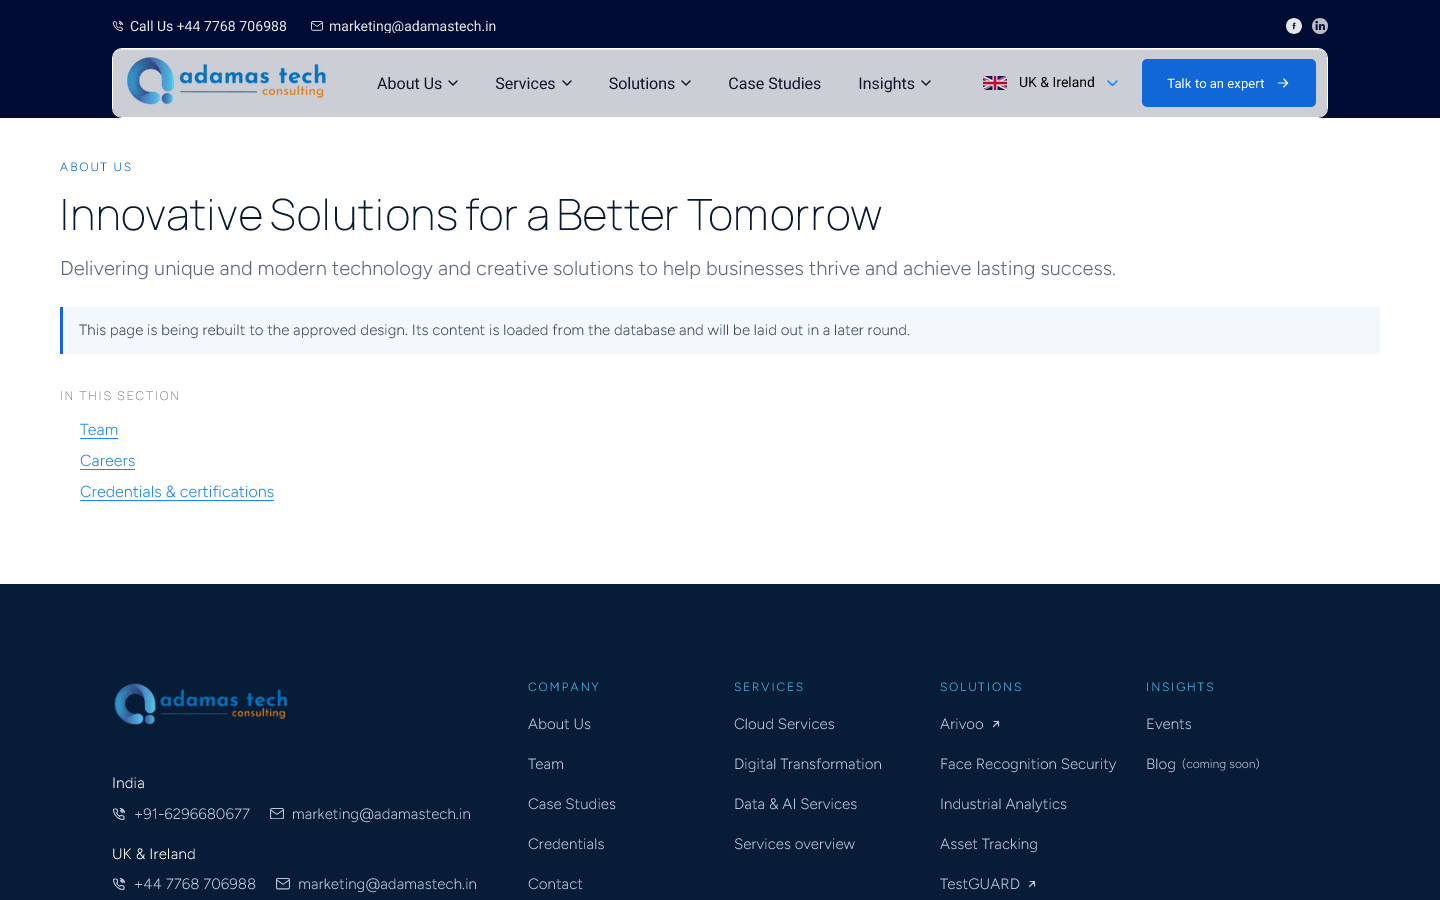 Call Us +44 7768 706988 marketing@adamastech.in
adamas tech
consulting
About Us Services Solutions Case Studies Insights UK & Ireland Talk to an expert
ABOUT US
Innovative Solutions for a Better Tomorrow
Delivering unique and modern technology and creative solutions to help businesses thrive and achieve lasting success.
This page is being rebuilt to the approved design. Its content is loaded from the database and will be laid out in a later round.
IN THIS SECTION
Team
Careers
Credentials & certifications
adamas tech
consulting
India
+91-6296680677 marketing@adamastech.in
UK & Ireland
+44 7768 706988 marketing@adamastech.in
COMPANY
About Us
Team
Case Studies
Credentials
Contact
SERVICES
Cloud Services
Digital Transformation
Data & AI Services
Services overview
SOLUTIONS
Arivoo
Face Recognition Security
Industrial Analytics
Asset Tracking
TestGUARD
INSIGHTS
Events
Blog (coming soon)